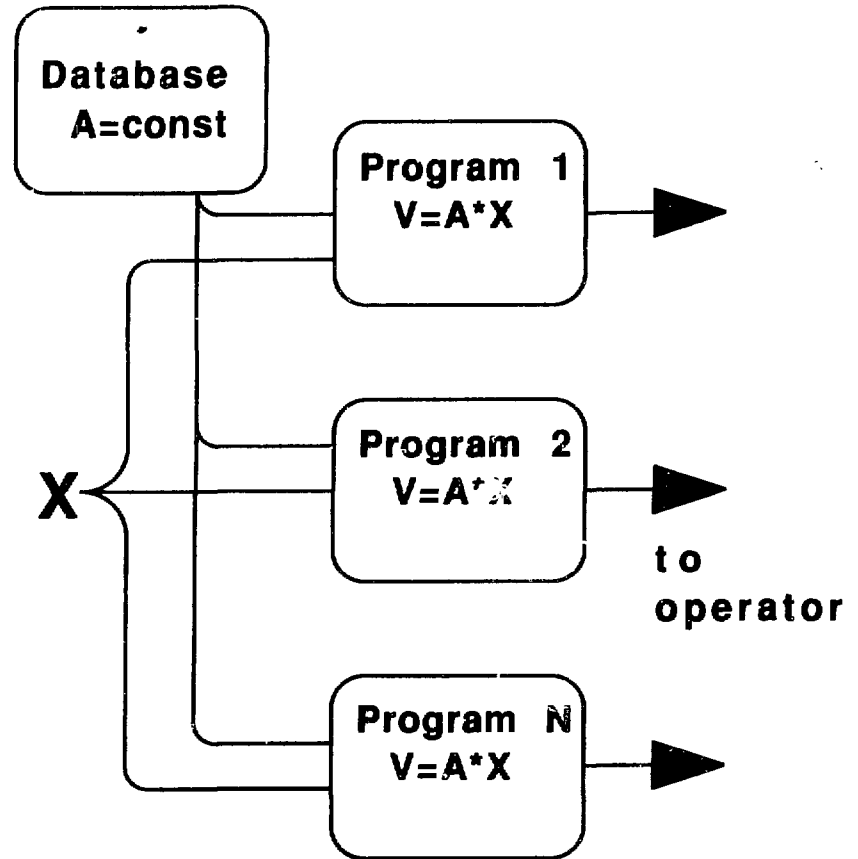 Database
A=const
Program 1
V=A*X
X
Program 2
V=A*X
to
operator
Program N
V=A*X